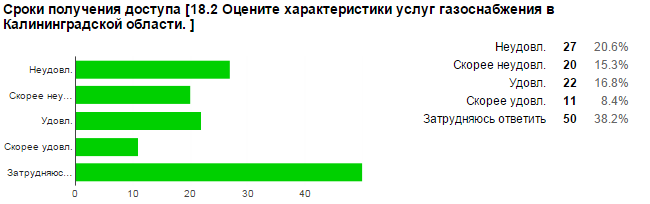 Сроки получения доступа [18.2 Оцените характеристики услуг газоснабжения в
Калининградской области. ]
Неудовл.
Скорее неу...
Удовл.
Скорее удовл.
Затрудняюс...
0 10 20 30 40
Неудовл. 27 20.6%
Скорее неудовл. 20 15.3%
Удовл. 22 16.8%
Скорее удовл. 11 8.4%
Затрудняюсь ответить 50 38.2%